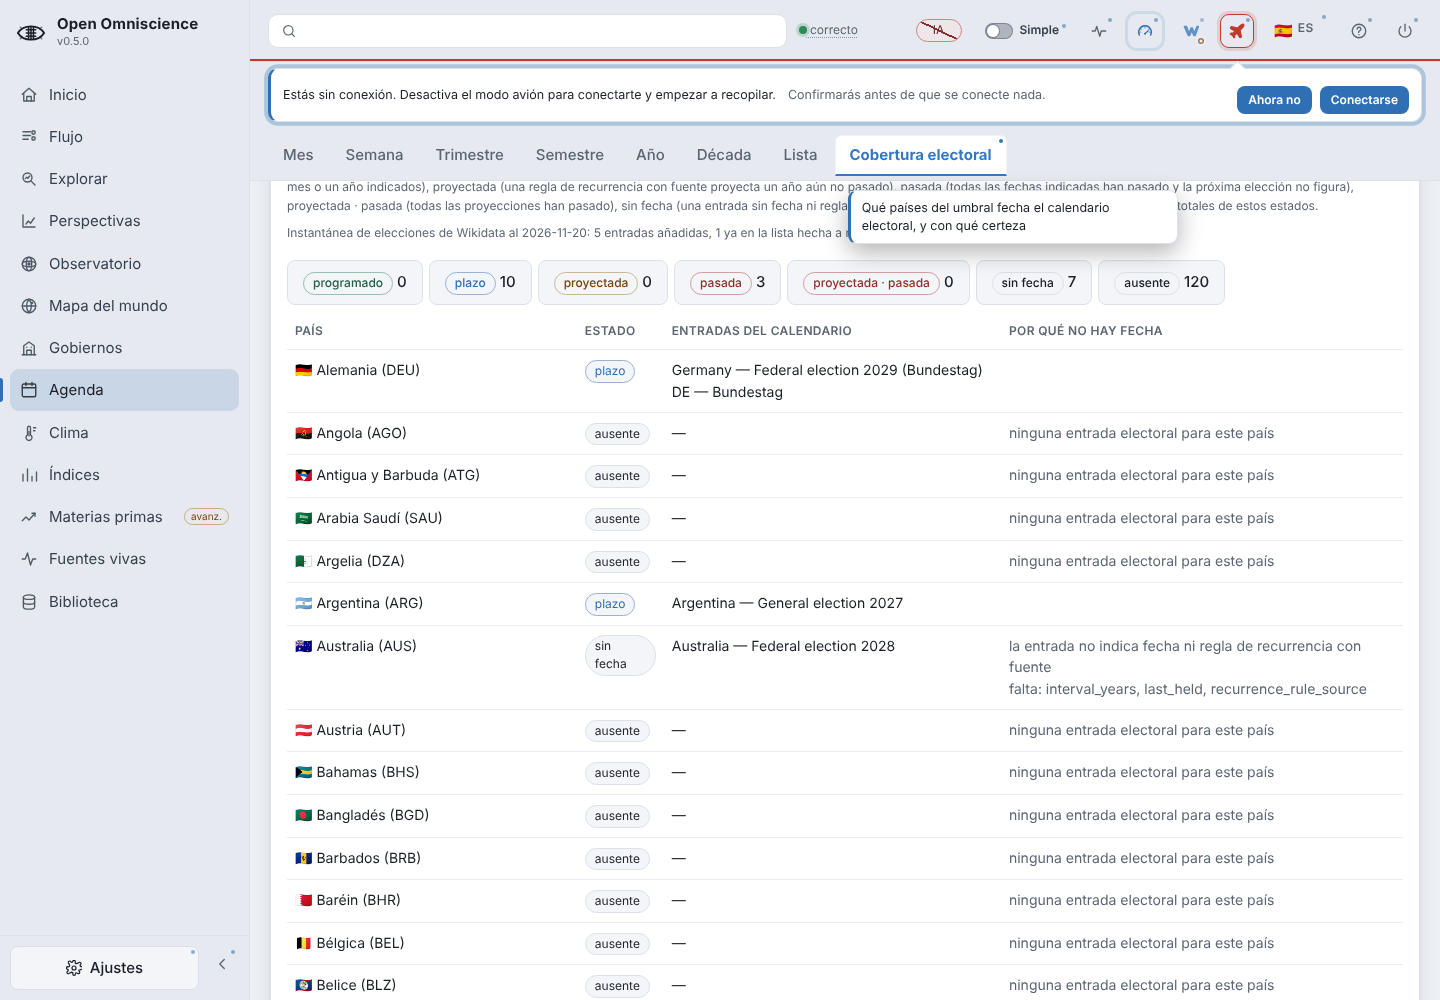 Open Omniscience
v0.5.0
correcto
IA
Simple
ES
Estás sin conexión. Desactiva el modo avión para conectarte y empezar a recopilar. Confirmarás antes de que se conecte nada.
Ahora no
Conectarse
Inicio
Flujo
Explorar
Perspectivas
Observatorio
Mapa del mundo
Gobiernos
Agenda
Clima
Índices
Materias primas avanz.
Fuentes vivas
Biblioteca
Ajustes
Mes Semana Trimestre Semestre Año Década Lista Cobertura electoral
mes o un año indicados), proyectada (una regla de recurrencia con fuente proyecta un año aún no pasado), pasada (todas las fechas indicadas han pasado y la próxima elección no figura),
proyectada · pasada (todas las proyecciones han pasado), sin fecha (una entrada sin fecha ni regla totales de estos estados.
Qué países del umbral fecha el calendario
electoral, y con qué certeza
Instantánea de elecciones de Wikidata al 2026-11-20: 5 entradas añadidas, 1 ya en la lista hecha a
programado 0 plazo 10 proyectada 0 pasada 3 proyectada · pasada 0 sin fecha 7 ausente 120
PAÍS ESTADO ENTRADAS DEL CALENDARIO POR QUÉ NO HAY FECHA
Alemania (DEU) plazo Germany — Federal election 2029 (Bundestag)
DE — Bundestag
Angola (AGO) ausente — ninguna entrada electoral para este país
Antigua y Barbuda (ATG) ausente — ninguna entrada electoral para este país
Arabia Saudí (SAU) ausente — ninguna entrada electoral para este país
Argelia (DZA) ausente — ninguna entrada electoral para este país
Argentina (ARG) plazo Argentina — General election 2027
Australia (AUS) sin fecha Australia — Federal election 2028 la entrada no indica fecha ni regla de recurrencia con
fuente
falta: interval_years, last_held, recurrence_rule_source
Austria (AUT) ausente — ninguna entrada electoral para este país
Bahamas (BHS) ausente — ninguna entrada electoral para este país
Bangladés (BGD) ausente — ninguna entrada electoral para este país
Barbados (BRB) ausente — ninguna entrada electoral para este país
Baréin (BHR) ausente — ninguna entrada electoral para este país
Bélgica (BEL) ausente — ninguna entrada electoral para este país
Belice (BLZ) ausente — ninguna entrada electoral para este país